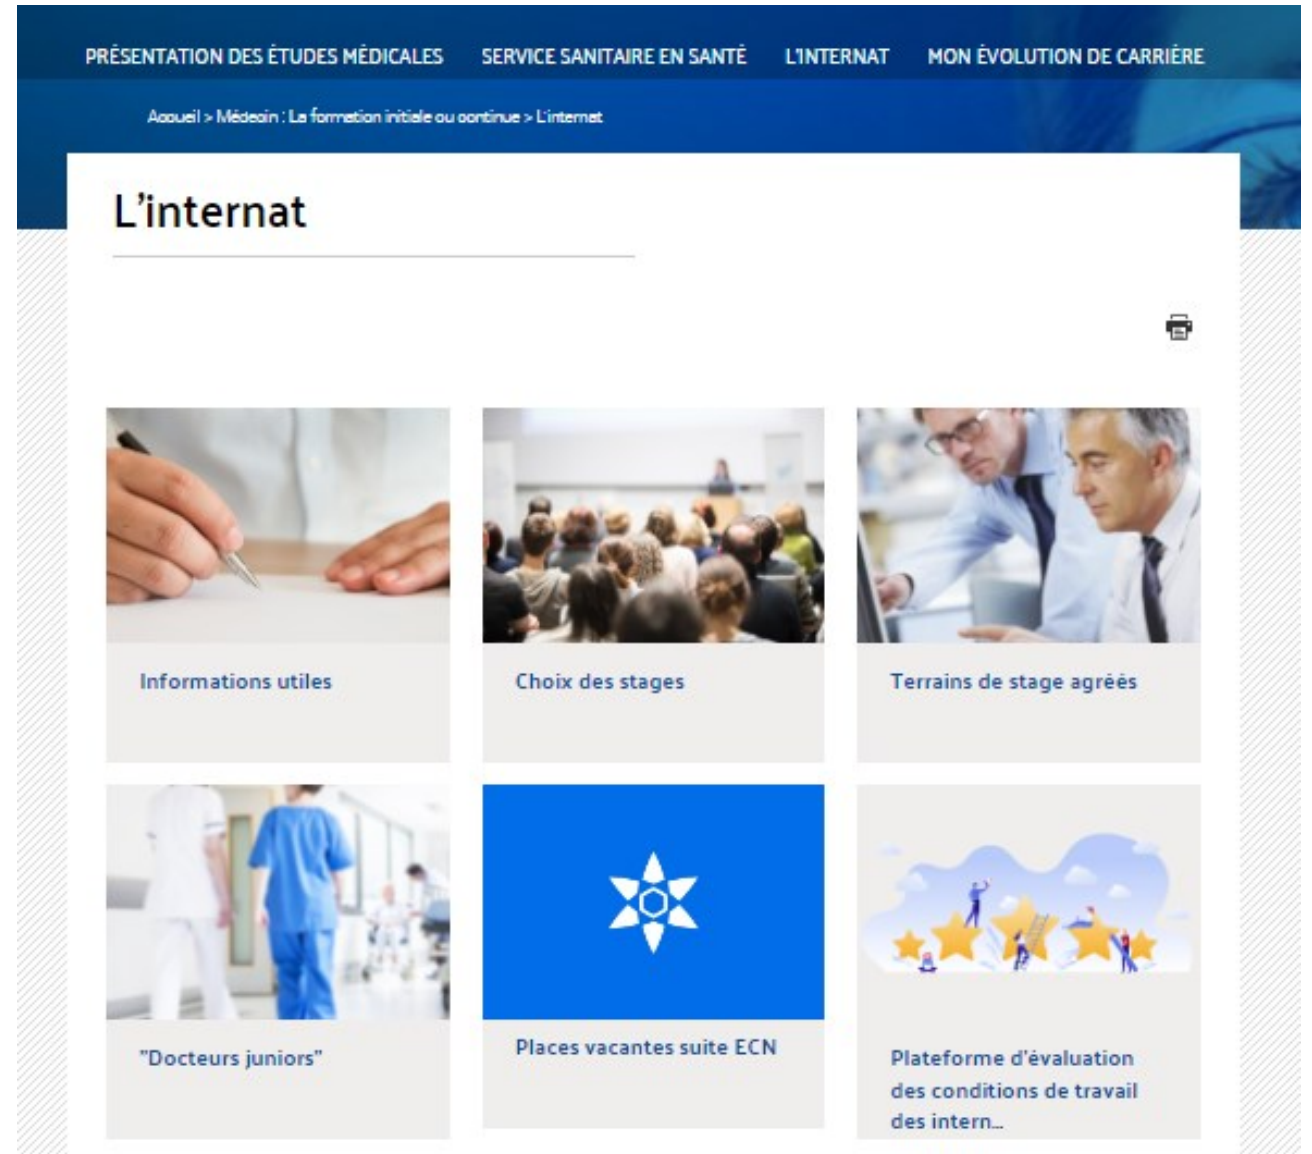 PRÉSENTATION DES ÉTUDES MÉDICALES SERVICE SANITAIRE EN SANTÉ L'INTERNAT MON ÉVOLUTION DE CARRIÈRE
Accueil > Médecin : La formation initiale ou continue > L'internat
L'internat
Informations utiles
Choix des stages
Terrains de stage agréés
"Docteurs juniors"
Places vacantes suite ECN
Plateforme d'évaluation
des conditions de travail
des intern...